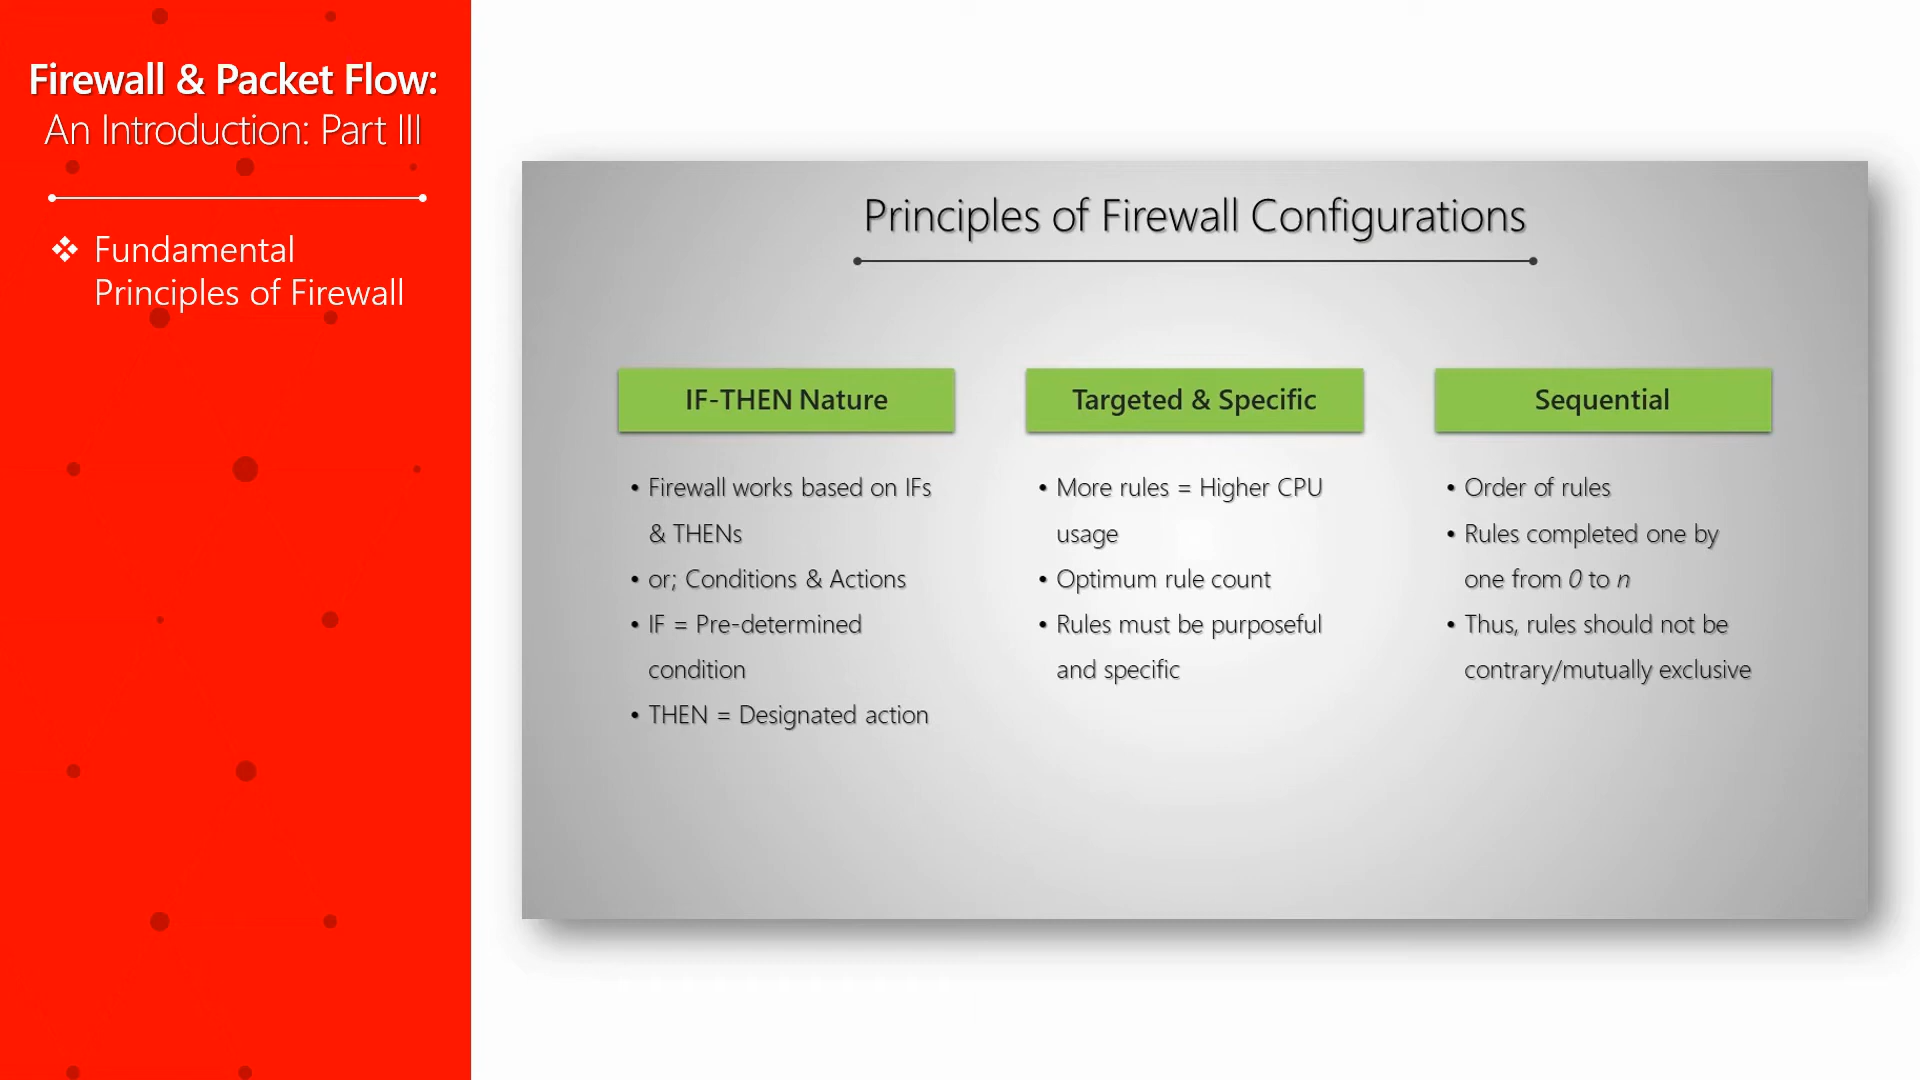 Firewall & Packet Flow:
An Introduction: Part III
❖ Fundamental
Principles of Firewall
Principles of Firewall Configurations
IF-THEN Nature
• Firewall works based on IFs
& THENs
• or; Conditions & Actions
• IF = Pre-determined
condition
• THEN = Designated action
Targeted & Specific
• More rules = Higher CPU
usage
• Optimum rule count
• Rules must be purposeful
and specific
Sequential
• Order of rules
• Rules completed one by
one from 0 to n
• Thus, rules should not be
contrary/mutually exclusive